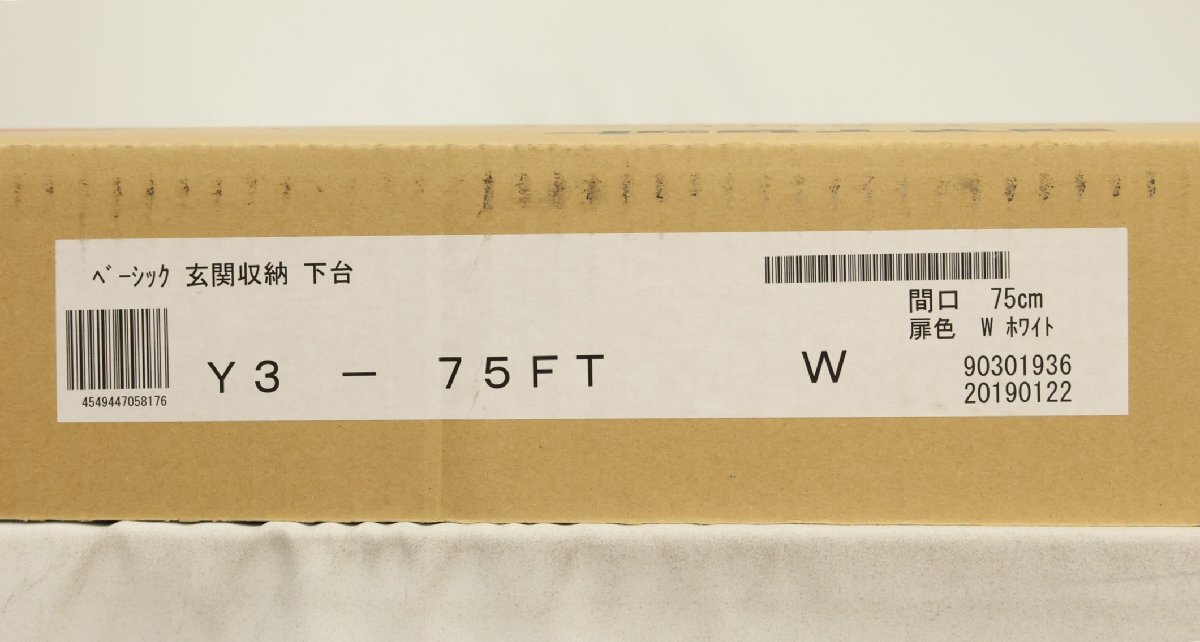 ﾍﾞｰｼｯｸ 玄関収納 下台
間口 75cm
扉色 W ﾎﾜｲﾄ
Ｙ３ － ７５ＦＴ Ｗ
90301936
20190122
4549447058176